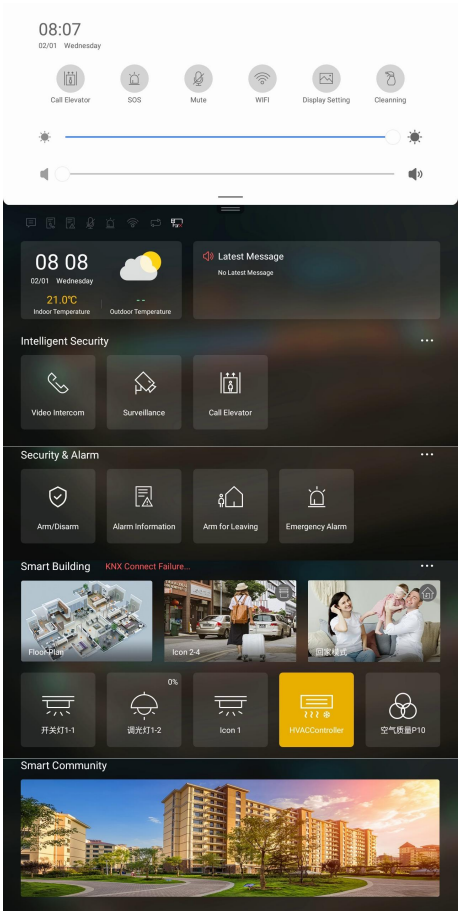 08:07
02/01 Wednesday
Call Elevator
SOS
Mute
WIFI
Display Setting
Cleanning
08 08
02/01 Wednesday
21.0℃
Indoor Temperature
- -
Outdoor Temperature
Latest Message
No Latest Message
Intelligent Security
Video Intercom
Surveillance
Call Elevator
Security & Alarm
Arm/Disarm
Alarm Information
Arm for Leaving
Emergency Alarm
Smart Building KNX Connect Failure...
Floor Plan
Icon 2-4
回家模式
0%
开关灯1-1
调光灯1-2
Icon 1
HVACController
空气质量P10
Smart Community